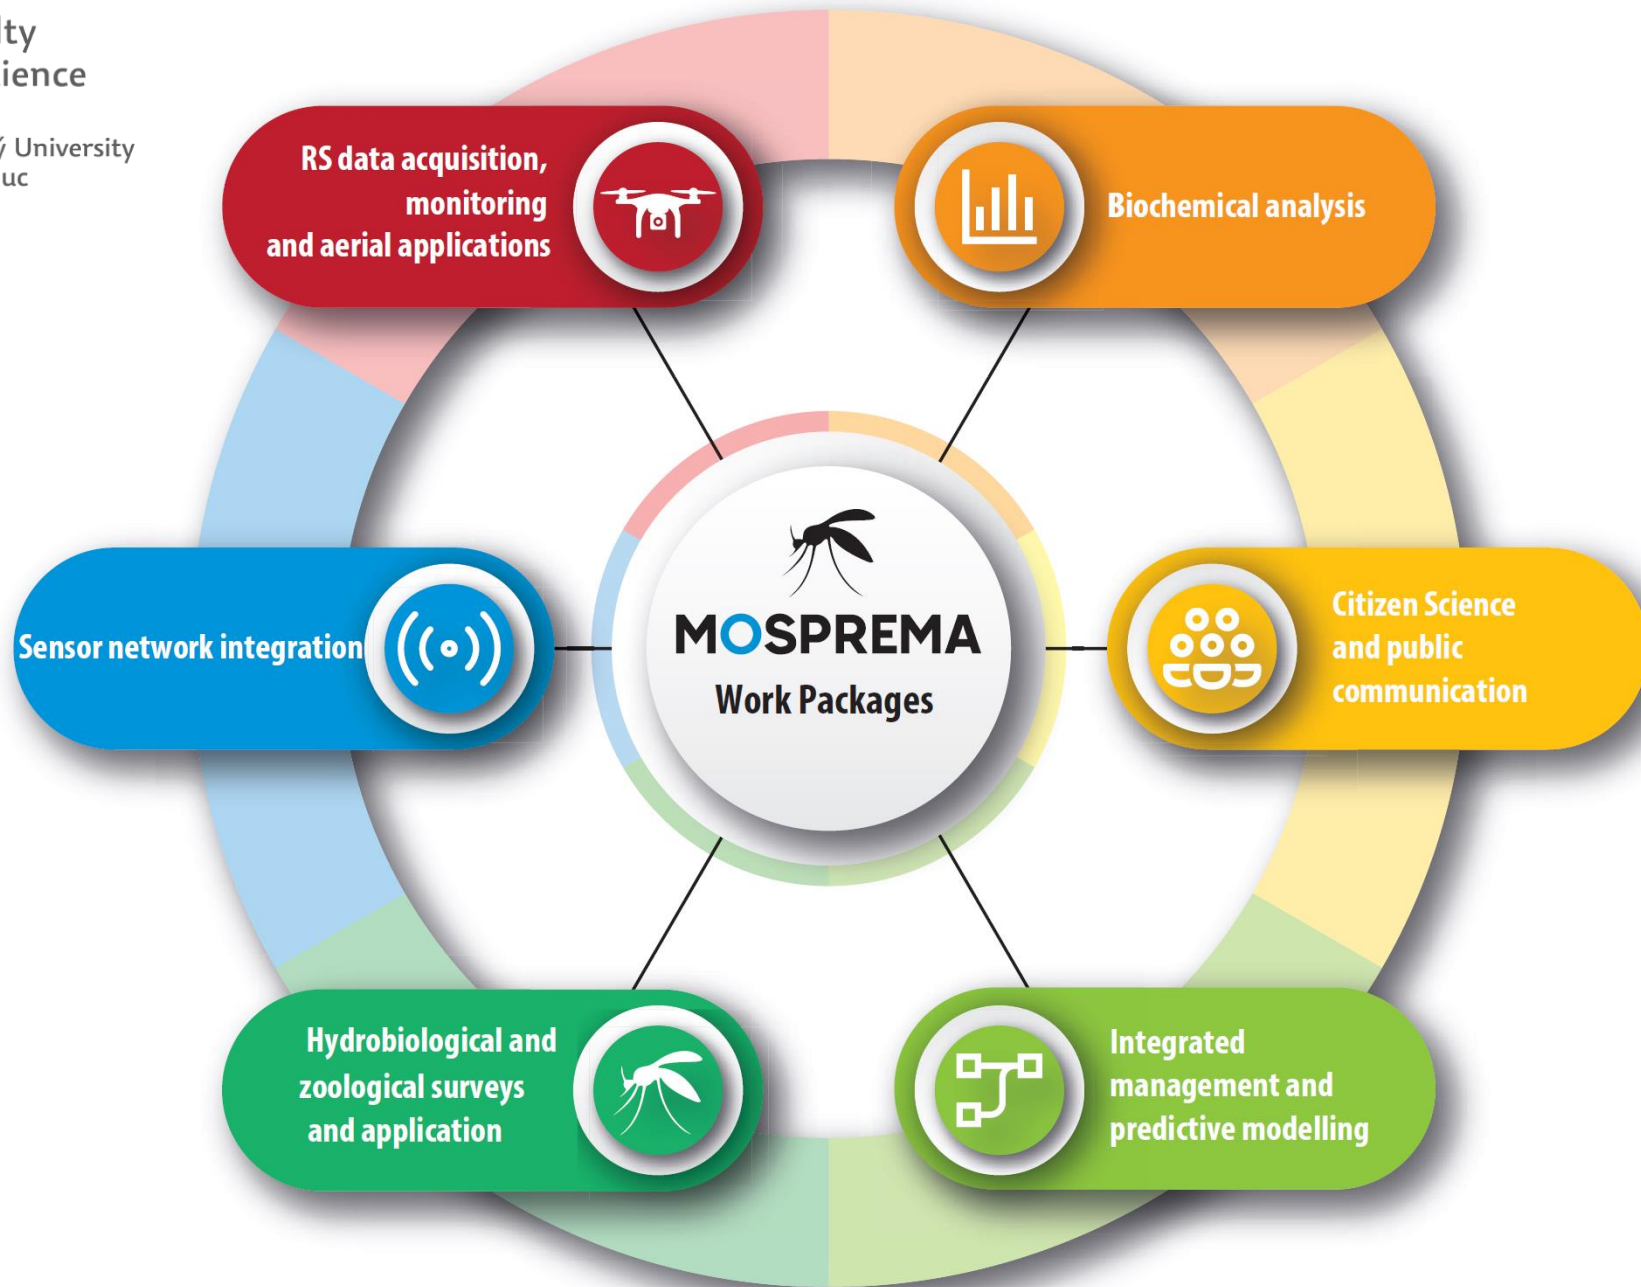 lty
ience
ý University
uc
RS data acquisition,
monitoring
and aerial applications
Biochemical analysis
Sensor network integration
MOSPREMA
Work Packages
Citizen Science
and public
communication
Hydrobiological and
zoological surveys
and application
Integrated
management and
predictive modelling